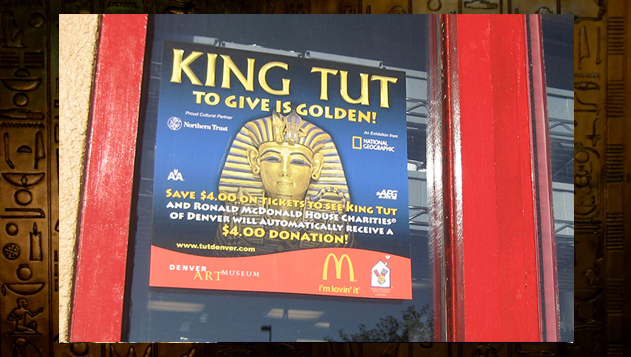 KING TUT
TO GIVE IS GOLDEN!
Proud Cultural Partner
Northern Trust
An Exhibition from
NATIONAL
GEOGRAPHIC
AA
AEG
SAVE $4.00 ON TICKETS TO SEE KING TUT
AND RONALD MCDONALD HOUSE CHARITIES®
OF DENVER WILL AUTOMATICALLY RECEIVE A
$4.00 DONATION!
www.tutdenver.com
DENVER
ART MUSEUM
i'm lovin' it